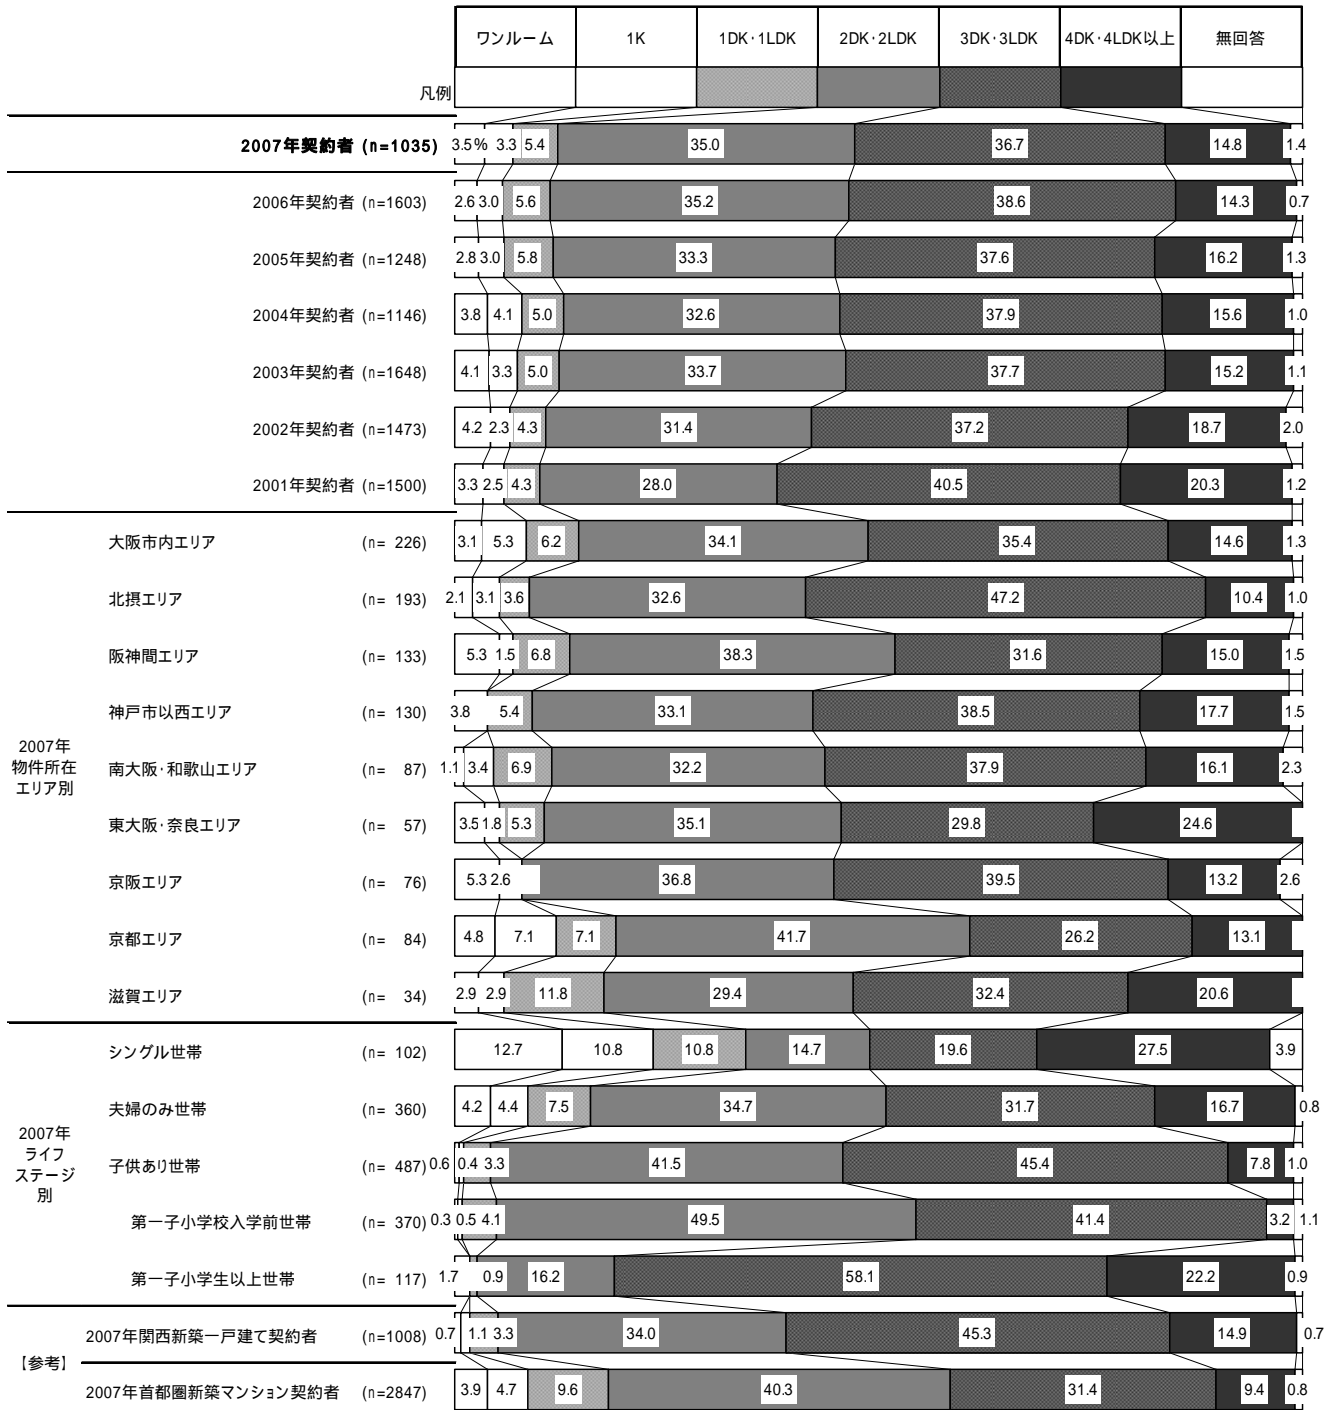 ワンルーム 1K 1DK·1LDK 2DK·2LDK 3DK·3LDK 4DK·4LDK以上 無回答
凡例
2007年契約者 (n=1035) 3.5% 3.3 5.4 35.0 36.7 14.8 1.4
2006年契約者 (n=1603) 2.6 3.0 5.6 35.2 38.6 14.3 0.7
2005年契約者 (n=1248) 2.8 3.0 5.8 33.3 37.6 16.2 1.3
2004年契約者 (n=1146) 3.8 4.1 5.0 32.6 37.9 15.6 1.0
2003年契約者 (n=1648) 4.1 3.3 5.0 33.7 37.7 15.2 1.1
2002年契約者 (n=1473) 4.2 2.3 4.3 31.4 37.2 18.7 2.0
2001年契約者 (n=1500) 3.3 2.5 4.3 28.0 40.5 20.3 1.2
2007年
物件所在
エリア別
大阪市内エリア (n= 226) 3.1 5.3 6.2 34.1 35.4 14.6 1.3
北摂エリア (n= 193) 2.1 3.1 3.6 32.6 47.2 10.4 1.0
阪神間エリア (n= 133) 5.3 1.5 6.8 38.3 31.6 15.0 1.5
神戸市以西エリア (n= 130) 3.8 5.4 33.1 38.5 17.7 1.5
南大阪·和歌山エリア (n= 87) 1.1 3.4 6.9 32.2 37.9 16.1 2.3
東大阪·奈良エリア (n= 57) 3.5 1.8 5.3 35.1 29.8 24.6
京阪エリア (n= 76) 5.3 2.6 36.8 39.5 13.2 2.6
京都エリア (n= 84) 4.8 7.1 7.1 41.7 26.2 13.1
滋賀エリア (n= 34) 2.9 2.9 11.8 29.4 32.4 20.6
2007年
ライフ
ステージ
別
シングル世帯 (n= 102) 12.7 10.8 10.8 14.7 19.6 27.5 3.9
夫婦のみ世帯 (n= 360) 4.2 4.4 7.5 34.7 31.7 16.7 0.8
子供あり世帯 (n= 487) 0.6 0.4 3.3 41.5 45.4 7.8 1.0
第一子小学校入学前世帯 (n= 370) 0.3 0.5 4.1 49.5 41.4 3.2 1.1
第一子小学生以上世帯 (n= 117) 1.7 0.9 16.2 58.1 22.2 0.9
【参考】
2007年関西新築一戸建て契約者 (n=1008) 0.7 1.1 3.3 34.0 45.3 14.9 0.7
2007年首都圏新築マンション契約者 (n=2847) 3.9 4.7 9.6 40.3 31.4 9.4 0.8